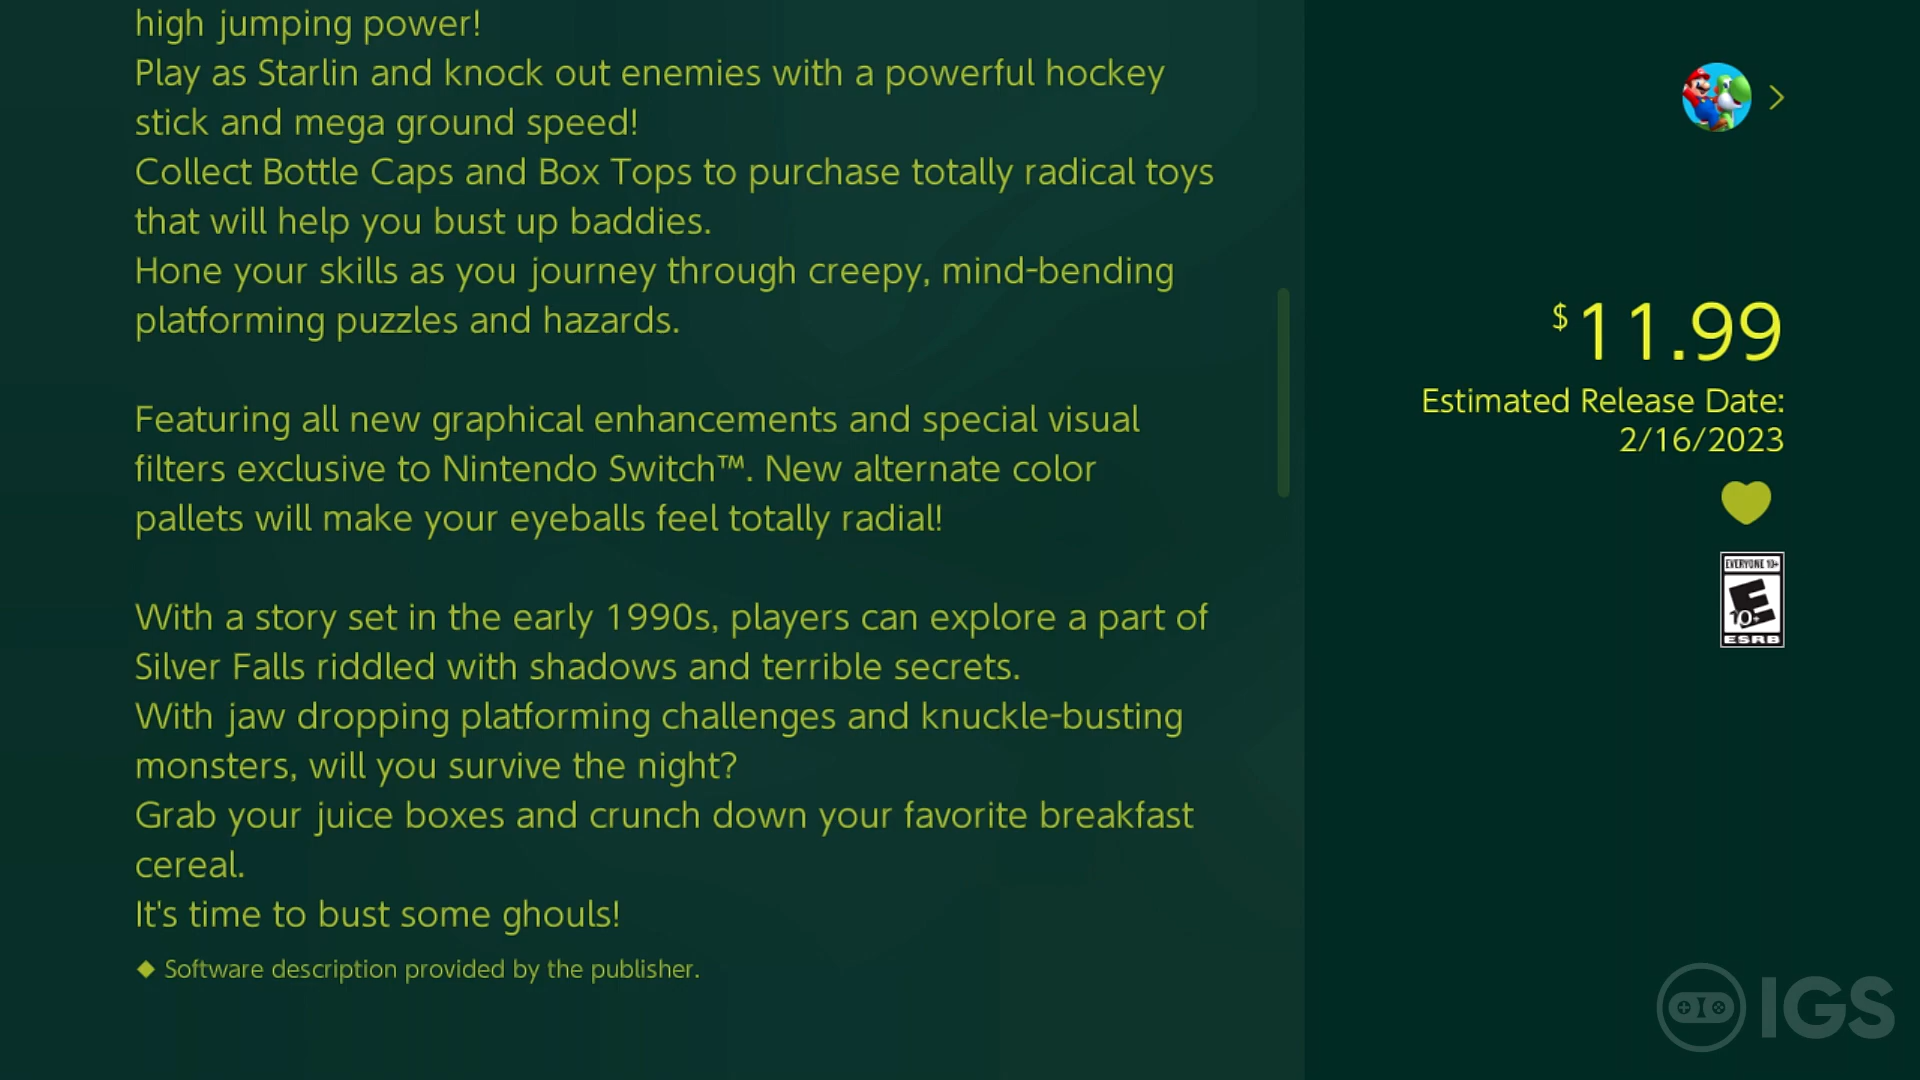 high jumping power!
Play as Starlin and knock out enemies with a powerful hockey
stick and mega ground speed!
Collect Bottle Caps and Box Tops to purchase totally radical toys
that will help you bust up baddies.
Hone your skills as you journey through creepy, mind-bending
platforming puzzles and hazards.
Featuring all new graphical enhancements and special visual
filters exclusive to Nintendo Switch™. New alternate color
pallets will make your eyeballs feel totally radial!
With a story set in the early 1990s, players can explore a part of
Silver Falls riddled with shadows and terrible secrets.
With jaw dropping platforming challenges and knuckle-busting
monsters, will you survive the night?
Grab your juice boxes and crunch down your favorite breakfast
cereal.
It's time to bust some ghouls!
◆ Software description provided by the publisher.
$11.99
Estimated Release Date:
2/16/2023
EVERYONE 10+
E
10+
ESRB
IGS